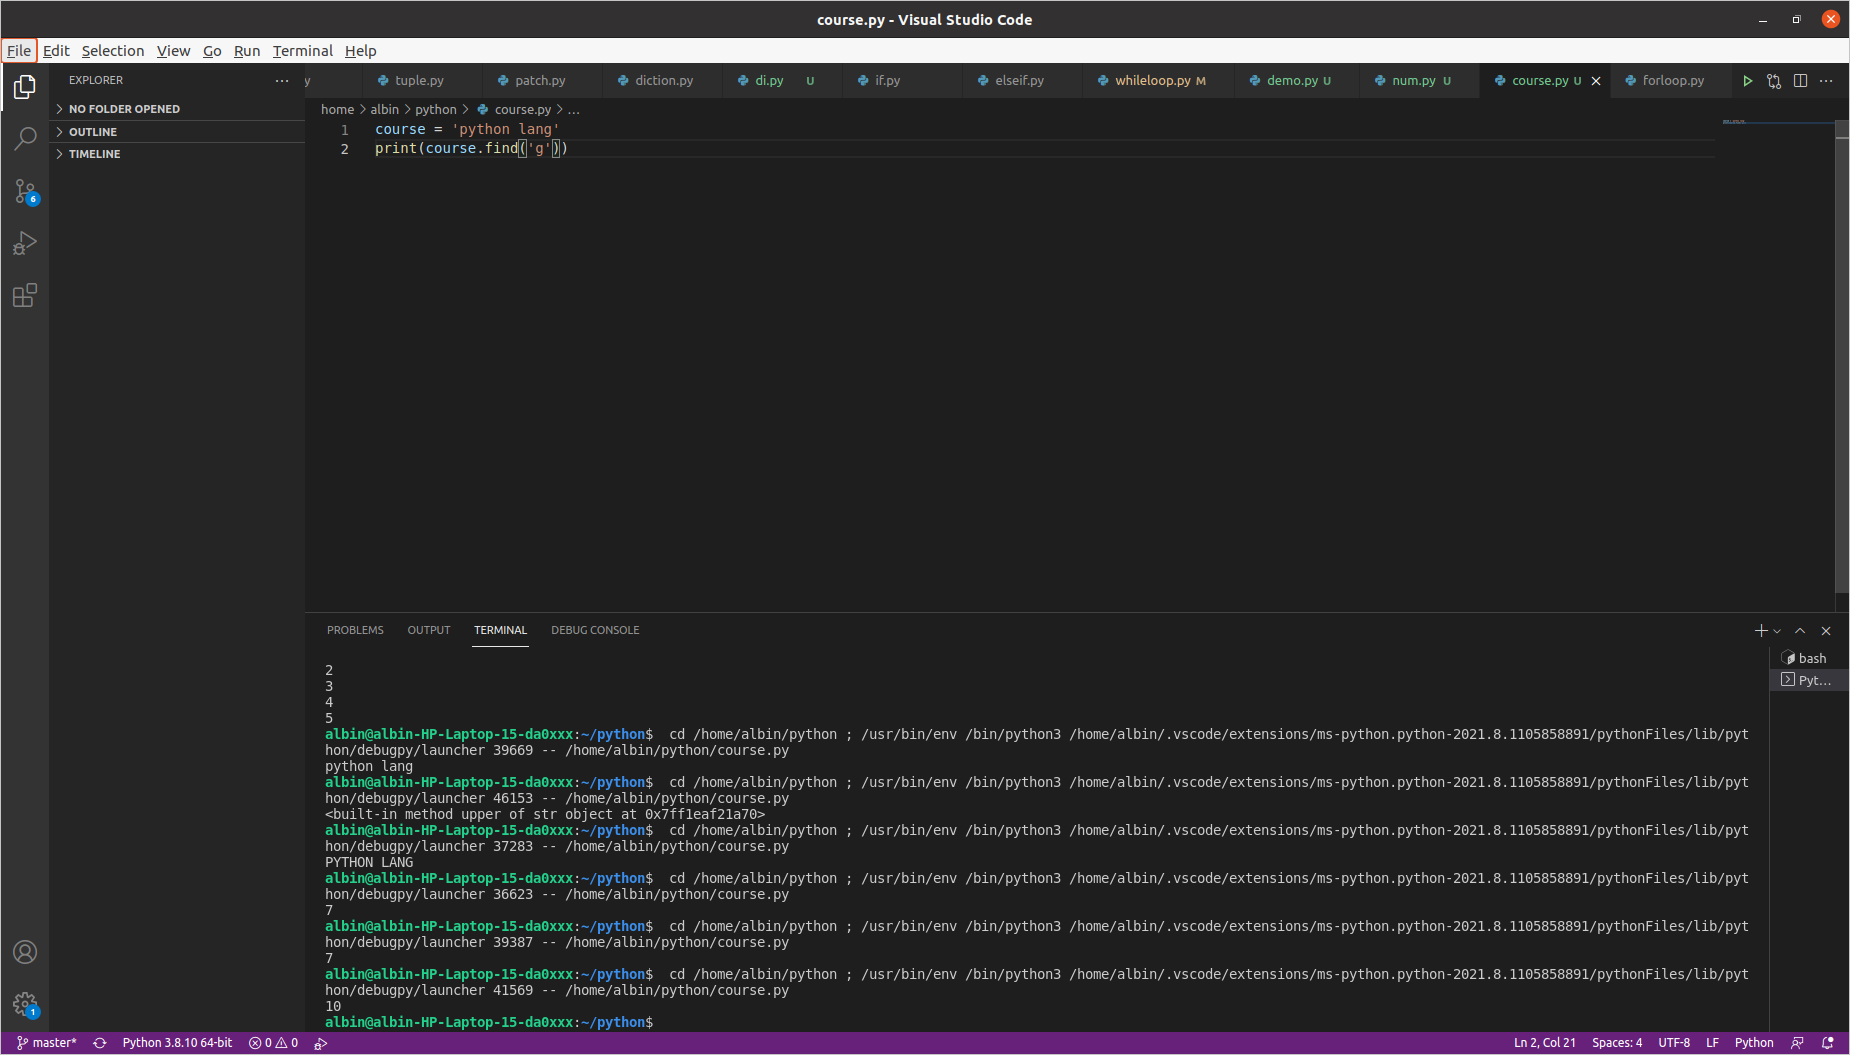 course.py - Visual Studio Code
File Edit Selection View Go Run Terminal Help
EXPLORER
y tuple.py patch.py diction.py di.py U if.py elseif.py whileloop.py M demo.py U num.py U course.py U forloop.py
NO FOLDER OPENED
OUTLINE
TIMELINE
home > albin > python > course.py > ...
1 course = 'python lang'
2 print(course.find('g'))
6
PROBLEMS OUTPUT TERMINAL DEBUG CONSOLE
bash
Pyt...
2
3
4
5
albin@albin-HP-Laptop-15-da0xxx:~/python$ cd /home/albin/python ; /usr/bin/env /bin/python3 /home/albin/.vscode/extensions/ms-python.python-2021.8.1105858891/pythonFiles/lib/pyt
hon/debugpy/launcher 39669 -- /home/albin/python/course.py
python lang
albin@albin-HP-Laptop-15-da0xxx:~/python$ cd /home/albin/python ; /usr/bin/env /bin/python3 /home/albin/.vscode/extensions/ms-python.python-2021.8.1105858891/pythonFiles/lib/pyt
hon/debugpy/launcher 46153 -- /home/albin/python/course.py
<built-in method upper of str object at 0x7ff1eaf21a70>
albin@albin-HP-Laptop-15-da0xxx:~/python$ cd /home/albin/python ; /usr/bin/env /bin/python3 /home/albin/.vscode/extensions/ms-python.python-2021.8.1105858891/pythonFiles/lib/pyt
hon/debugpy/launcher 37283 -- /home/albin/python/course.py
PYTHON LANG
albin@albin-HP-Laptop-15-da0xxx:~/python$ cd /home/albin/python ; /usr/bin/env /bin/python3 /home/albin/.vscode/extensions/ms-python.python-2021.8.1105858891/pythonFiles/lib/pyt
hon/debugpy/launcher 36623 -- /home/albin/python/course.py
7
albin@albin-HP-Laptop-15-da0xxx:~/python$ cd /home/albin/python ; /usr/bin/env /bin/python3 /home/albin/.vscode/extensions/ms-python.python-2021.8.1105858891/pythonFiles/lib/pyt
hon/debugpy/launcher 39387 -- /home/albin/python/course.py
7
albin@albin-HP-Laptop-15-da0xxx:~/python$ cd /home/albin/python ; /usr/bin/env /bin/python3 /home/albin/.vscode/extensions/ms-python.python-2021.8.1105858891/pythonFiles/lib/pyt
hon/debugpy/launcher 41569 -- /home/albin/python/course.py
10
albin@albin-HP-Laptop-15-da0xxx:~/python$
1
master* Python 3.8.10 64-bit 0 0 Ln 2, Col 21 Spaces: 4 UTF-8 LF Python